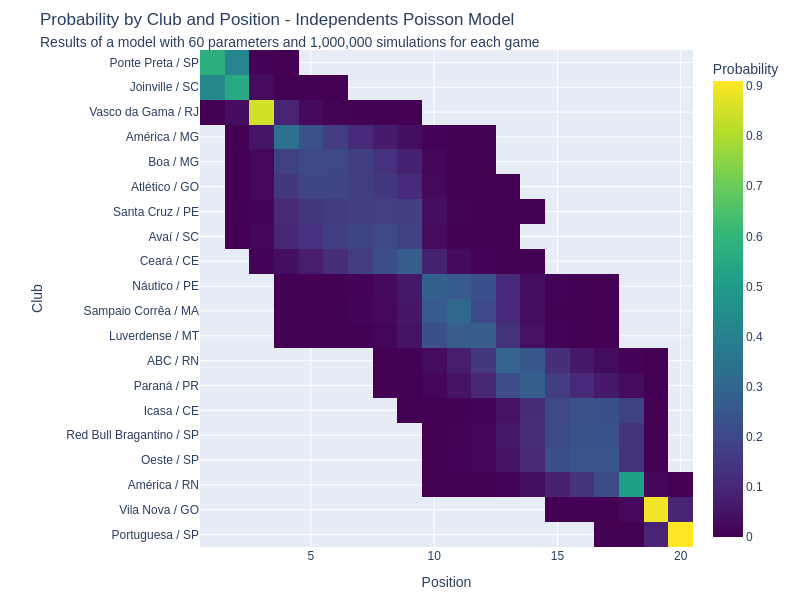 Probability by Club and Position - Independents Poisson Model
Results of a model with 60 parameters and 1,000,000 simulations for each game
Probability
Ponte Preta / SP
Joinville / SC
Vasco da Gama / RJ
América / MG
Boa / MG
Atlético / GO
Santa Cruz / PE
Avaí / SC
Ceará / CE
Náutico / PE
Sampaio Corrêa / MA
Luverdense / MT
ABC / RN
Paraná / PR
Icasa / CE
Red Bull Bragantino / SP
Oeste / SP
América / RN
Vila Nova / GO
Portuguesa / SP
Club
5
10
15
20
Position
0.9
0.8
0.7
0.6
0.5
0.4
0.3
0.2
0.1
0